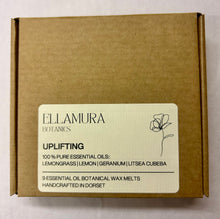 ELLAMURA
BOTANICS
UPLIFTING
100% PURE ESSENTIAL OILS:
LEMONGRASS | LEMON | GERANIUM | LITSEA CUBEBA
9 ESSENTIAL OIL BOTANICAL WAX MELTS
HANDCRAFTED IN DORSET